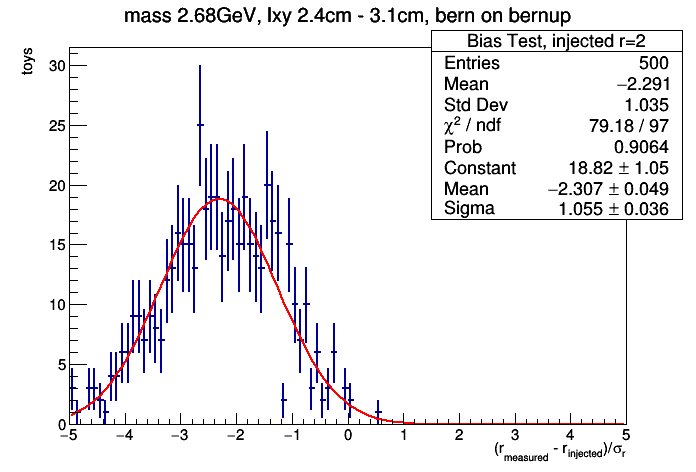 mass 2.68GeV, lxy 2.4cm - 3.1cm, bern on bernup
Bias Test, injected r=2
Entries 500
Mean −2.291
Std Dev 1.035
χ² / ndf 79.18 / 97
Prob 0.9064
Constant 18.82 ± 1.05
Mean −2.307 ± 0.049
Sigma 1.055 ± 0.036
toys
30
25
20
15
10
5
0
−5 −4 −3 −2 −1 0 1 2 3 4 5
(r_measured - r_injected)/σ_r